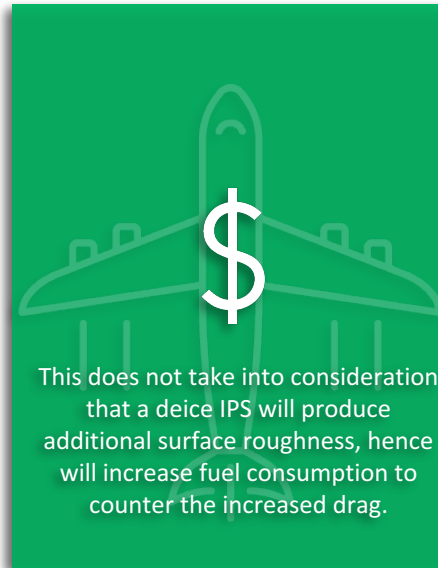 $
This does not take into consideration
that a deice IPS will produce
additional surface roughness, hence
will increase fuel consumption to
counter the increased drag.